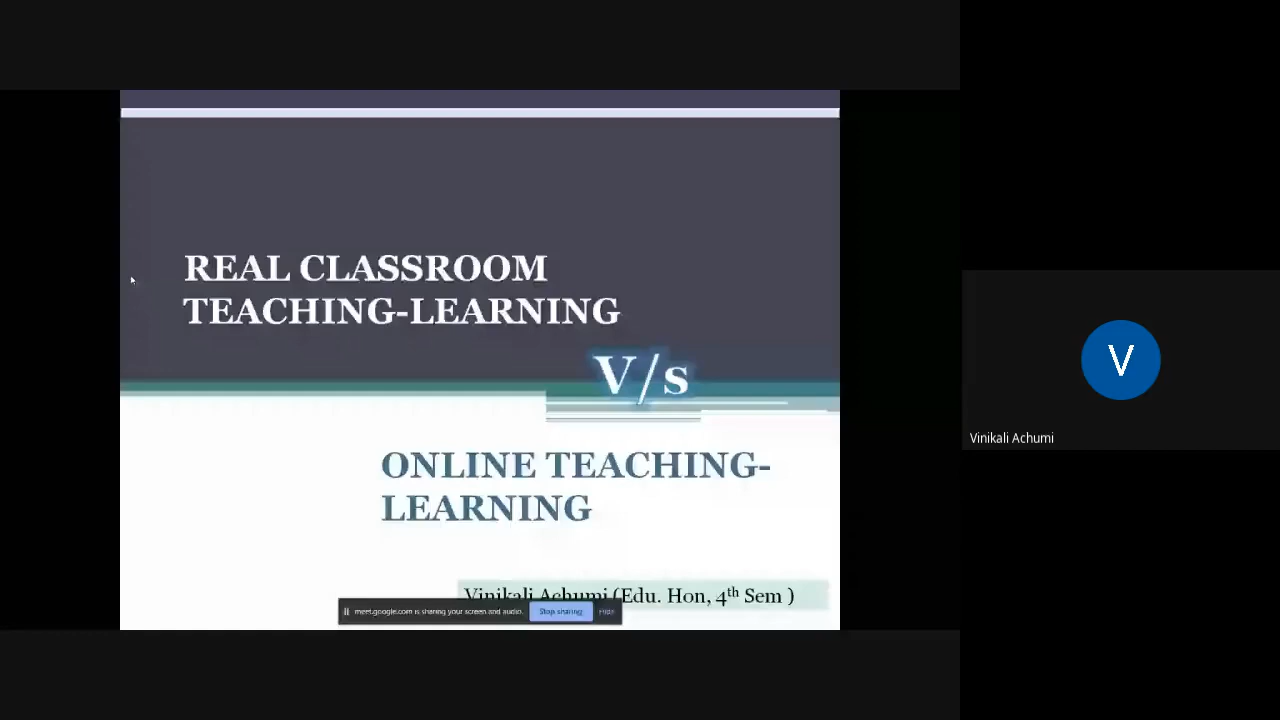 REAL CLASSROOM
TEACHING-LEARNING
V/s
ONLINE TEACHING-
LEARNING
Vinikali Achumi (Edu. Hon, 4th Sem )
meet.google.com is sharing your screen and audio.
Stop sharing
Hide
V
Vinikali Achumi